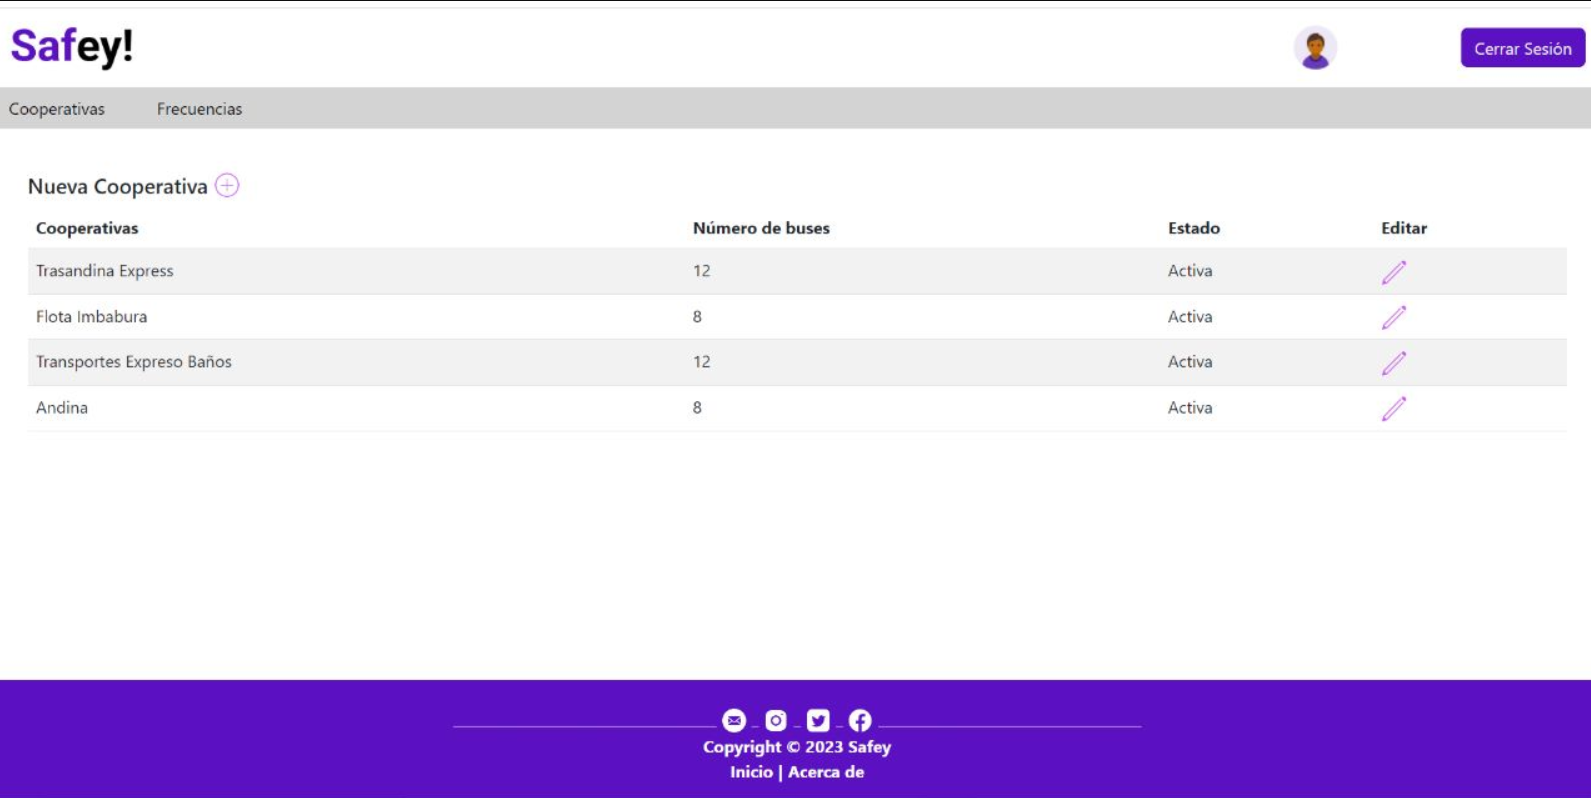 Safey!
Cerrar Sesión
Cooperativas Frecuencias
Nueva Cooperativa
Cooperativas Número de buses Estado Editar
Trasandina Express 12 Activa
Flota Imbabura 8 Activa
Transportes Expreso Baños 12 Activa
Andina 8 Activa
Copyright © 2023 Safey
Inicio | Acerca de